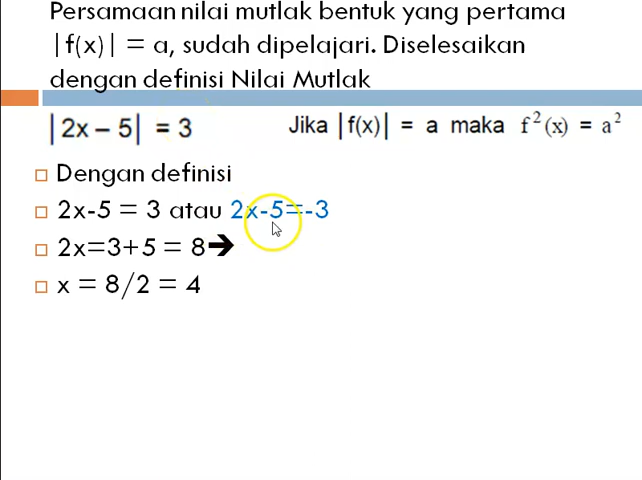 Persamaan nilai mutlak bentuk yang pertama
|f(x)| = a, sudah dipelajari. Diselesaikan
dengan definisi Nilai Mutlak
|2x – 5| = 3 Jika |f(x)| = a maka f²(x) = a²
Dengan definisi
2x-5 = 3 atau 2x-5=-3
2x=3+5 = 8➔
x = 8/2 = 4